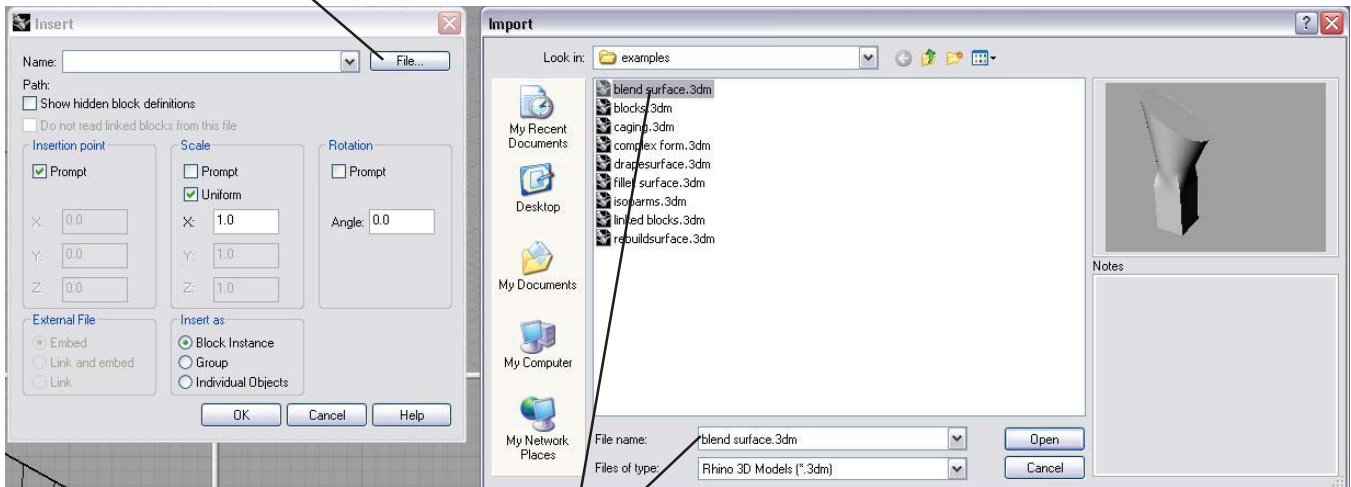 Insert
Name:
File...
Path:
Show hidden block definitions
Do not read linked blocks from this file
Insertion point
Prompt
X: 0.0
Y: 0.0
Z: 0.0
Scale
Prompt
Uniform
X: 1.0
Y: 1.0
Z: 1.0
Rotation
Prompt
Angle: 0.0
External File
Embed
Link and embed
Link
Insert as
Block Instance
Group
Individual Objects
OK Cancel Help
Import
Look in: examples
My Recent
Documents
Desktop
My Documents
My Computer
My Network
Places
blend surface.3dm
blocks.3dm
caging.3dm
complex form.3dm
drapesurface.3dm
fillet surface.3dm
isoparms.3dm
linked blocks.3dm
rebuildsurface.3dm
Notes
File name: blend surface.3dm Open
Files of type: Rhino 3D Models (*.3dm) Cancel